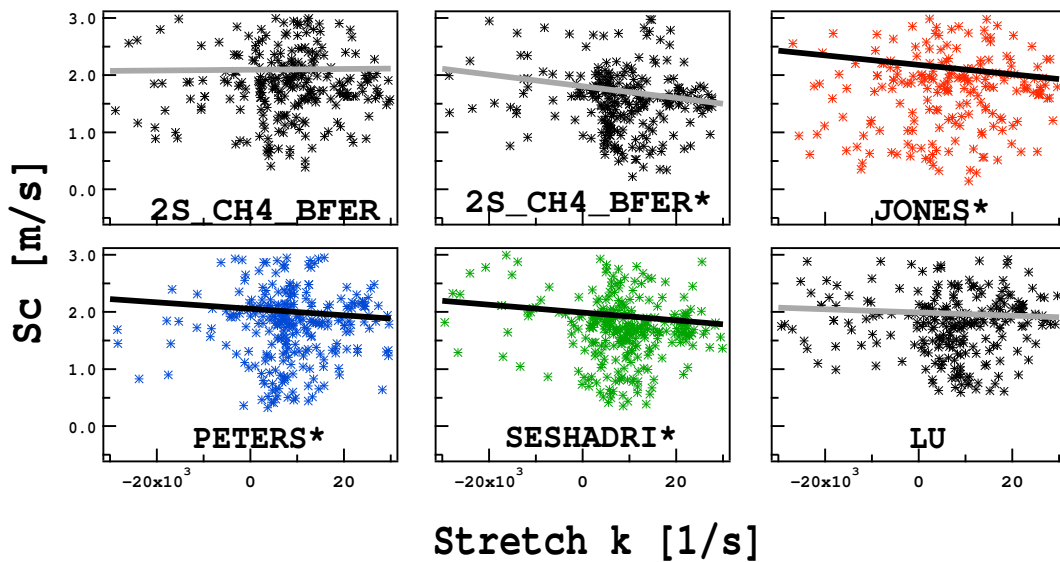 3.0
2.0
1.0
0.0
2S_CH4_BFER
2S_CH4_BFER*
JONES*
Sc [m/s]
3.0
2.0
1.0
0.0
PETERS*
SESHADRI*
LU
−20x10³ 0 20
−20x10³ 0 20
−20x10³ 0 20
Stretch k [1/s]